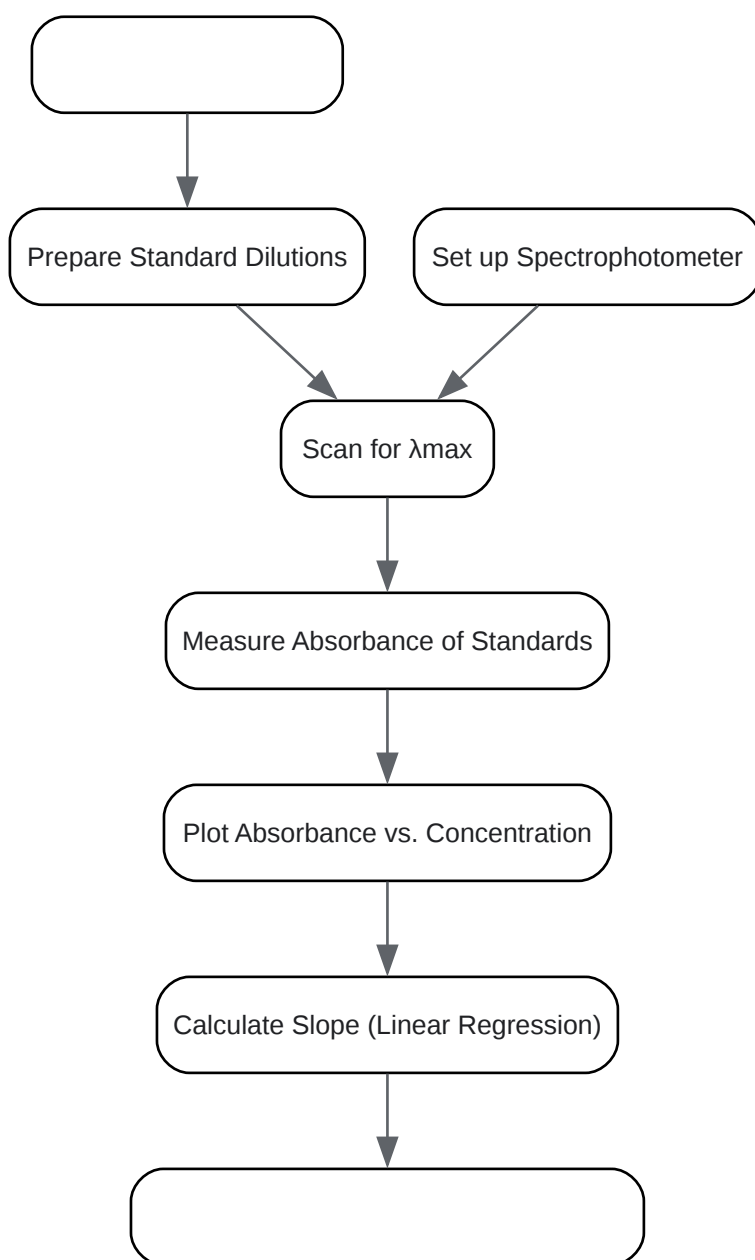 Prepare Standard Dilutions
Set up Spectrophotometer
Scan for λmax
Measure Absorbance of Standards
Plot Absorbance vs. Concentration
Calculate Slope (Linear Regression)